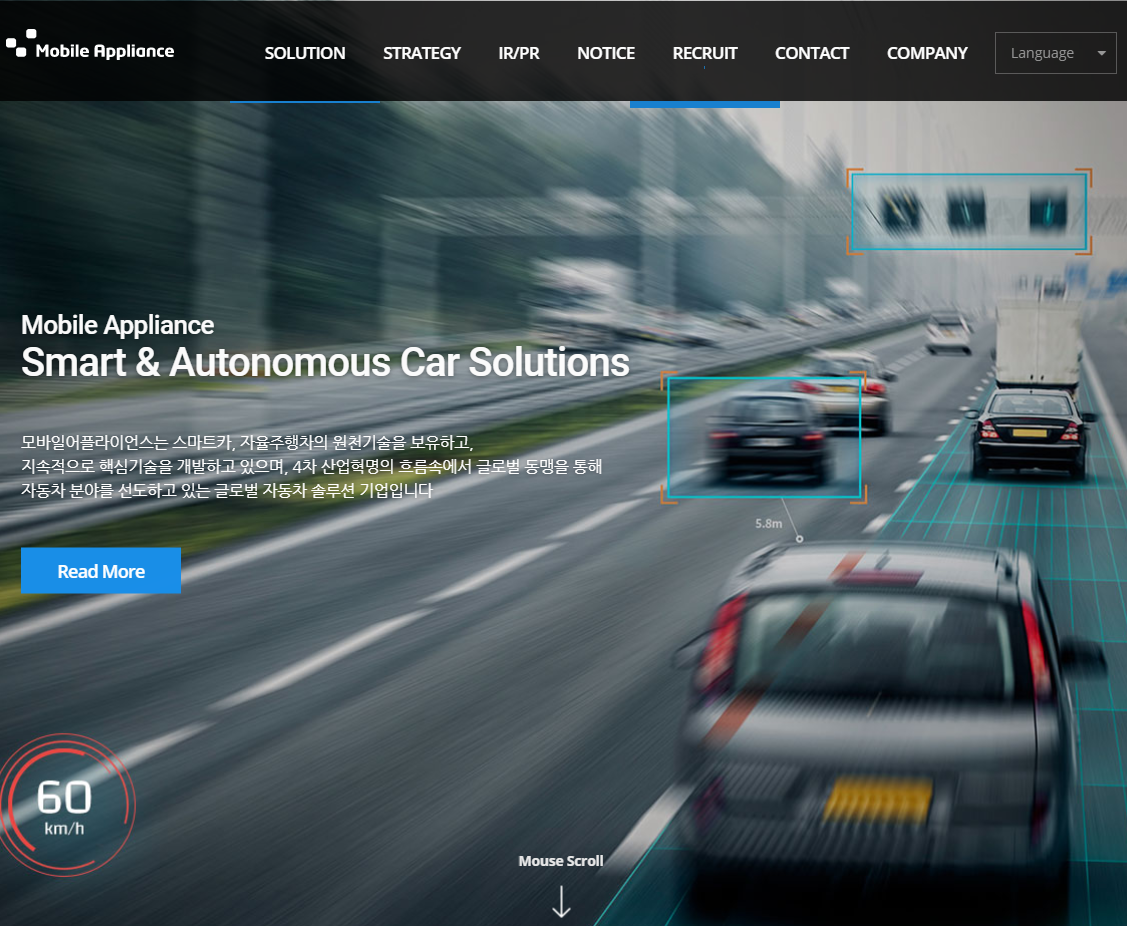 Mobile Appliance
SOLUTION STRATEGY IR/PR NOTICE RECRUIT CONTACT COMPANY Language
Mobile Appliance
Smart & Autonomous Car Solutions
모바일어플라이언스는 스마트카, 자율주행차의 원천기술을 보유하고,
지속적으로 핵심기술을 개발하고 있으며, 4차 산업혁명의 흐름속에서 글로벌 동맹을 통해
자동차 분야를 선도하고 있는 글로벌 자동차 솔루션 기업입니다
5.8m
Read More
60
km/h
Mouse Scroll